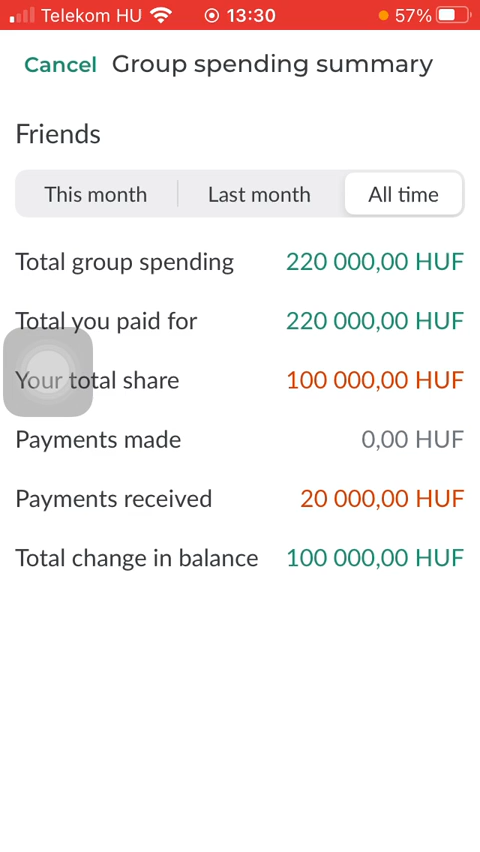 Telekom HU 13:30 57%
Cancel Group spending summary
Friends
This month Last month All time
Total group spending 220 000,00 HUF
Total you paid for 220 000,00 HUF
Your total share 100 000,00 HUF
Payments made 0,00 HUF
Payments received 20 000,00 HUF
Total change in balance 100 000,00 HUF